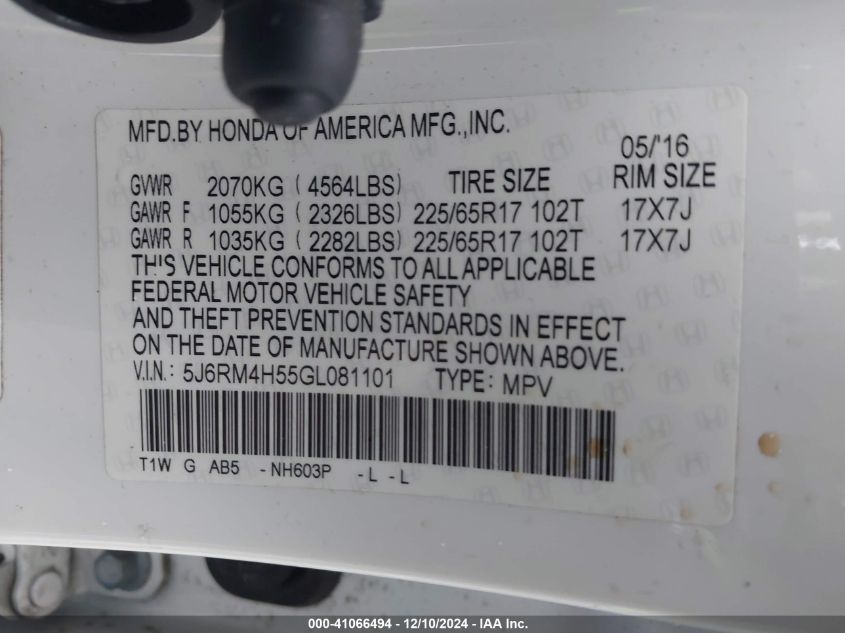 MFD.BY HONDA OF AMERICA MFG.,INC.
05/'16
GVWR 2070KG ( 4564LBS) TIRE SIZE RIM SIZE
GAWR F 1055KG ( 2326LBS) 225/65R17 102T 17X7J
GAWR R 1035KG ( 2282LBS) 225/65R17 102T 17X7J
THIS VEHICLE CONFORMS TO ALL APPLICABLE
FEDERAL MOTOR VEHICLE SAFETY
AND THEFT PREVENTION STANDARDS IN EFFECT
ON THE DATE OF MANUFACTURE SHOWN ABOVE.
V.I.N.: 5J6RM4H55GL081101 TYPE: MPV
T1W G AB5 -NH603P -L -L
000-41066494 - 12/10/2024 - IAA Inc.